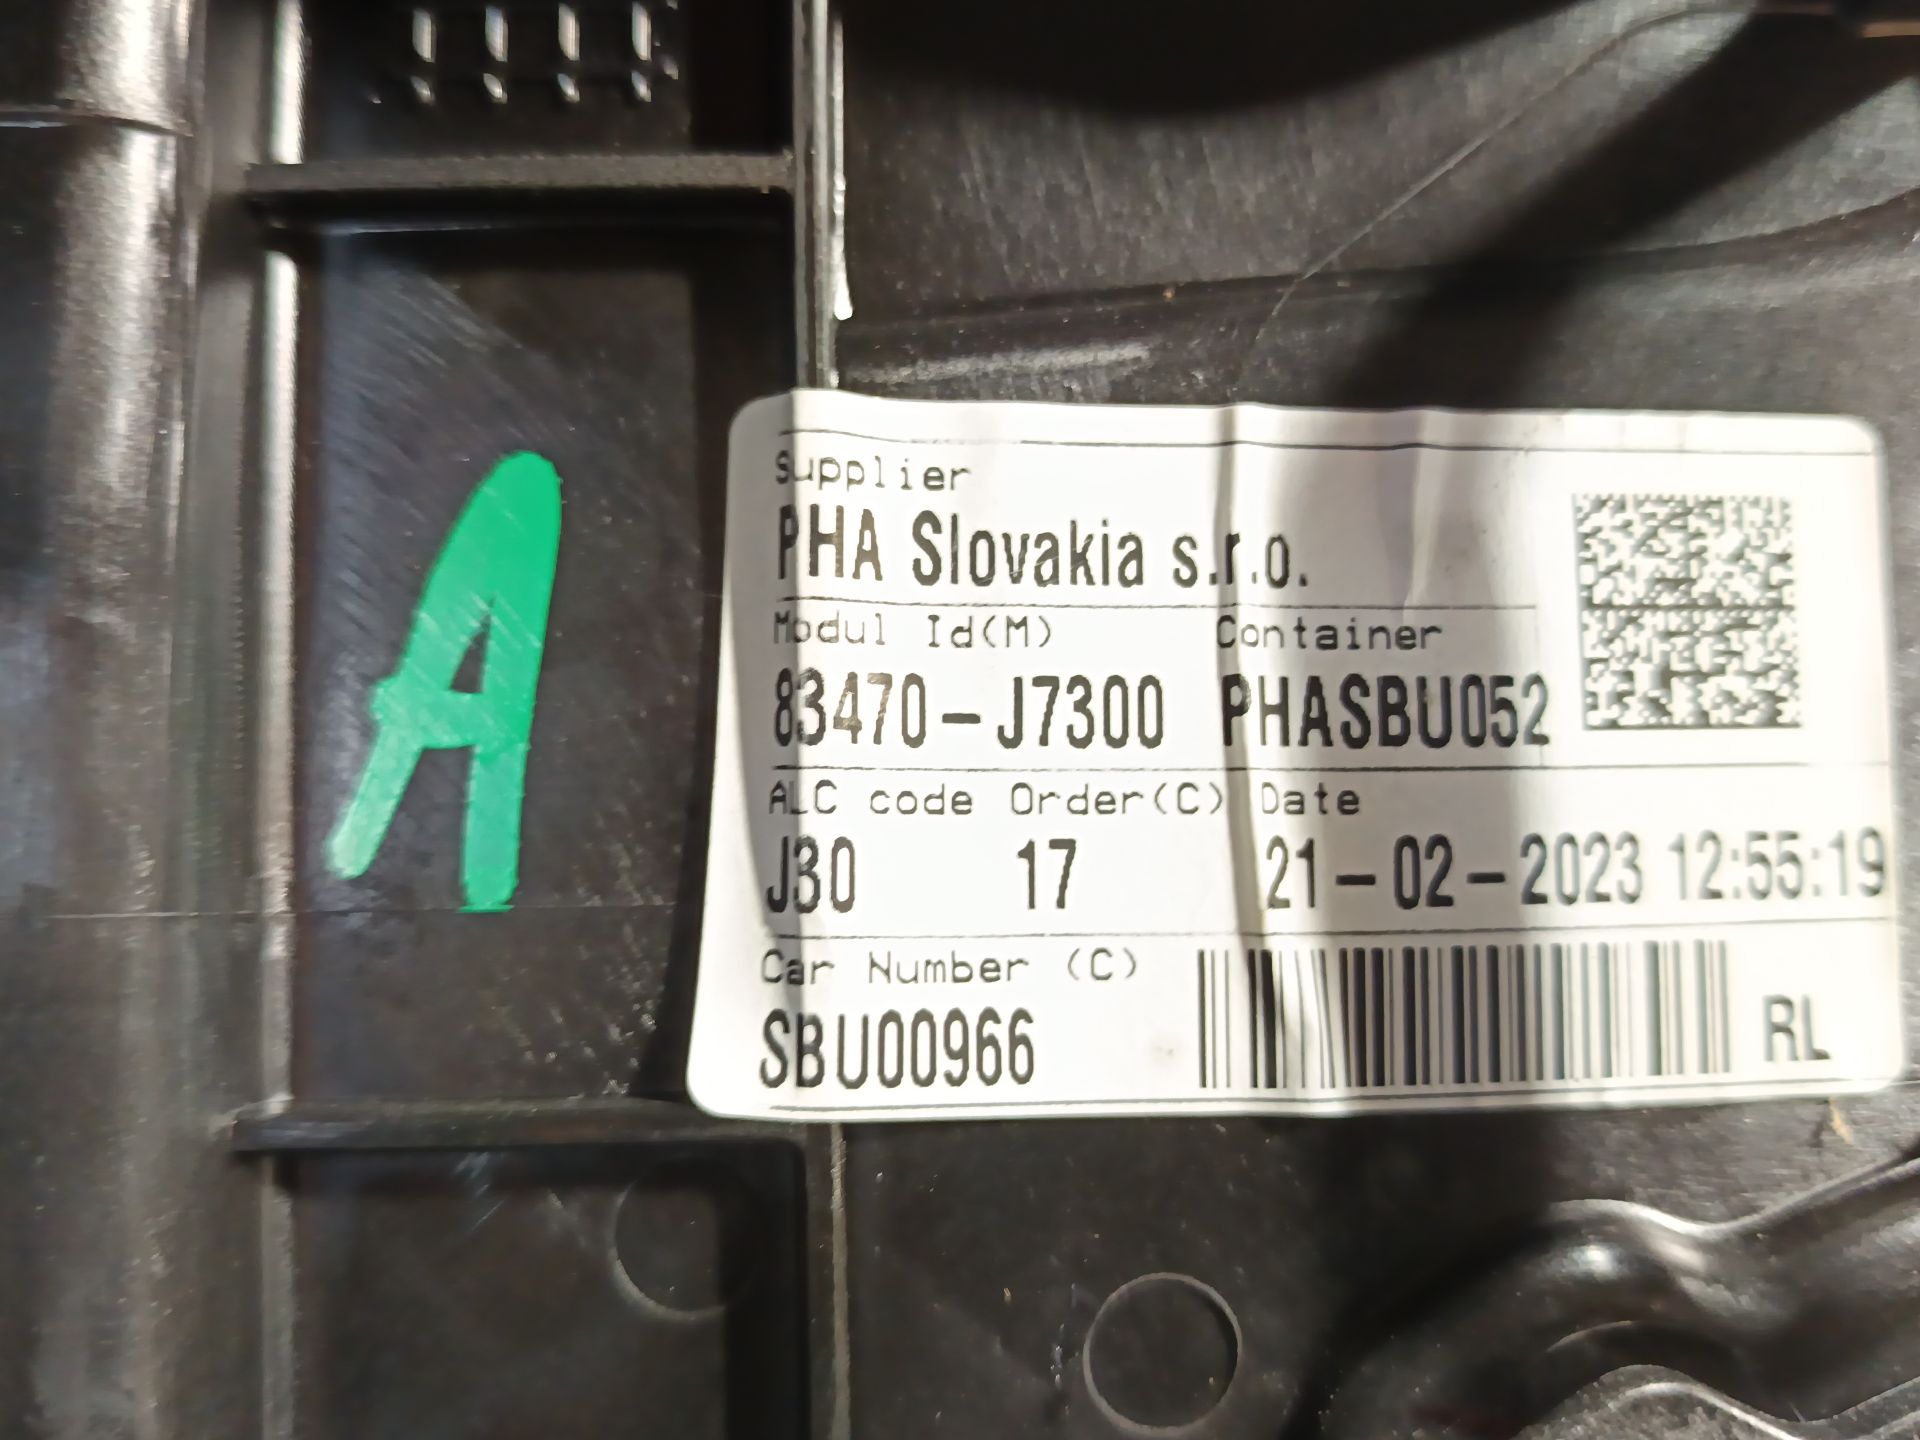 A
Supplier
PHA Slovakia s.r.o.
Modul Id(M) Container
83470-J7300 PHASBU052
ALC code Order(C) Date
J30 17 21-02-2023 12:55:19
Car Number (C)
SBU00966 RL